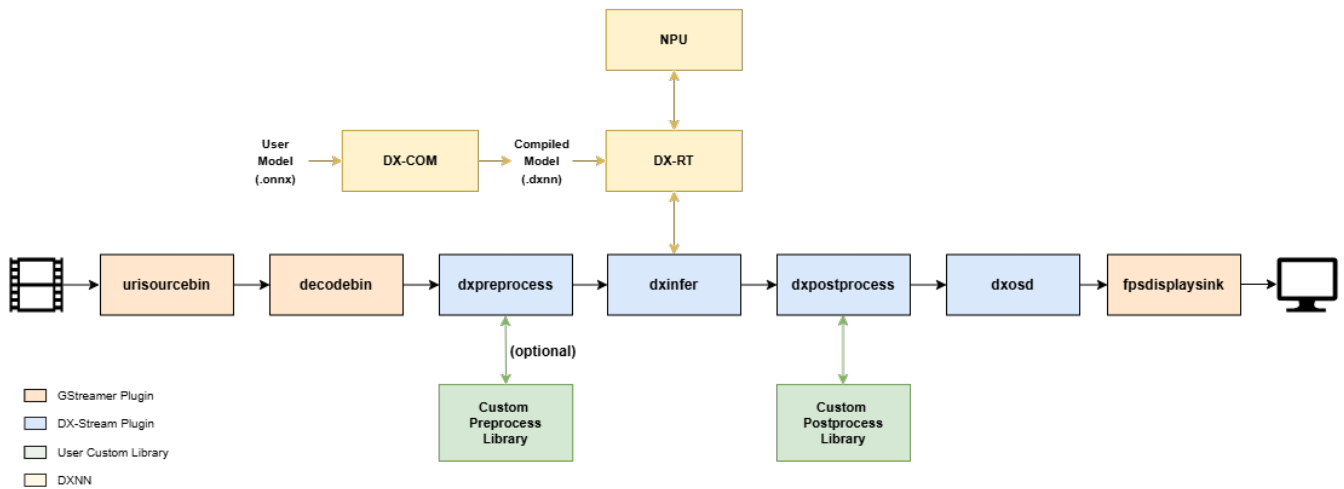 NPU
User
Model
(.onnx)
DX-COM
Compiled
Model
(.dxnn)
DX-RT
urisourcebin
decodebin
dxpreprocess
dxinfer
dxpostprocess
dxosd
fpsdisplaysink
(optional)
Custom
Preprocess
Library
Custom
Postprocess
Library
GStreamer Plugin
DX-Stream Plugin
User Custom Library
DXNN